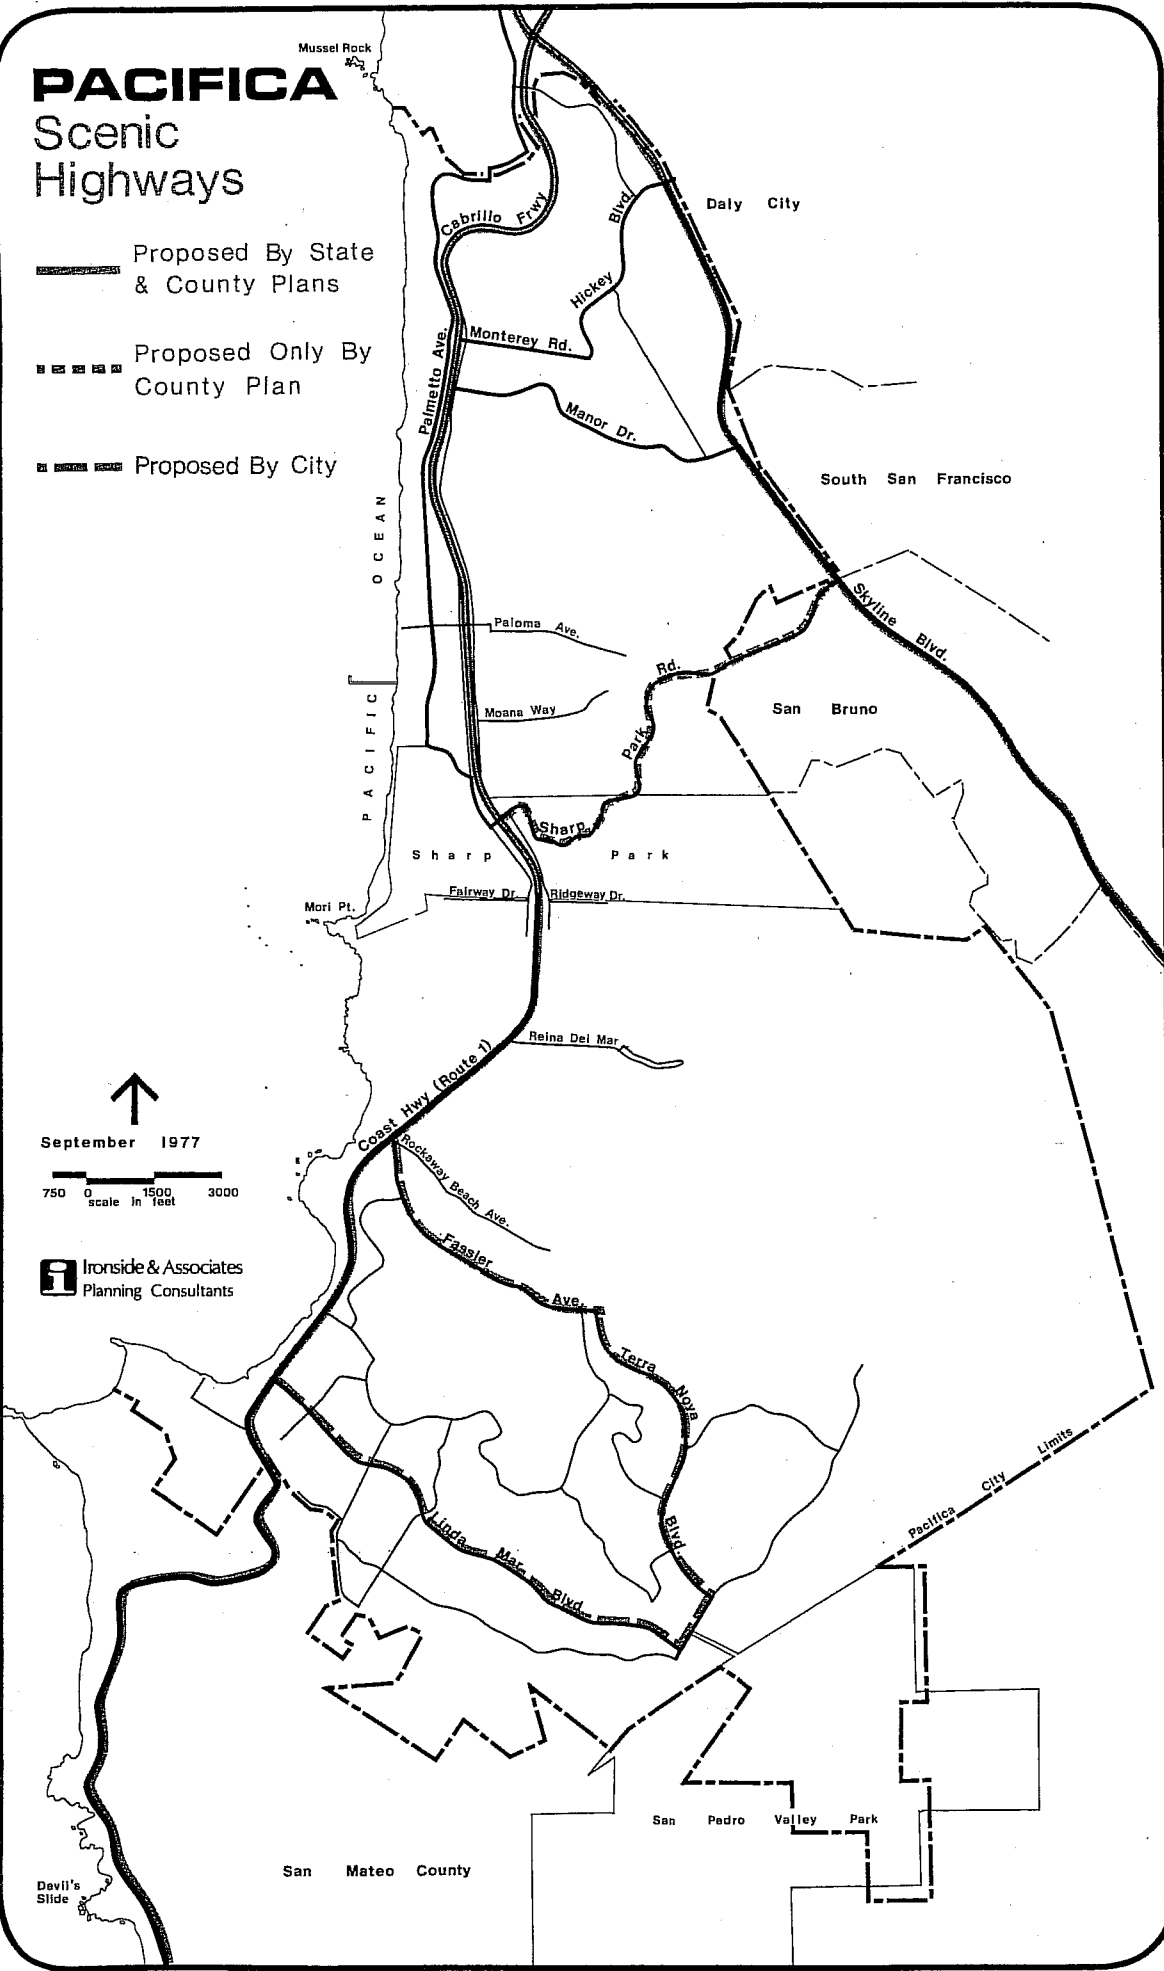 Mussel Rock
PACIFICA
Scenic
Highways
Proposed By State
& County Plans
Proposed Only By
County Plan
Proposed By City
Daly City
Cabrillo Frwy
Hickey Blvd.
Monterey Rd.
Palmetto Ave.
Manor Dr.
South San Francisco
PACIFIC OCEAN
Skyline Blvd.
Paloma Ave.
Sharp Park Rd.
San Bruno
Moana Way
Sharp Park
Fairway Dr.
Ridgeway Dr.
Mori Pt.
Reina Del Mar
Coast Hwy (Route 1)
September 1977
750 0 1500 3000
scale in feet
Rockaway Beach Ave.
Ironside & Associates
Planning Consultants
Fassler Ave.
Terra Nova Blvd.
Linda Mar Blvd.
Pacifica City Limits
San Pedro Valley Park
San Mateo County
Devil's
Slide